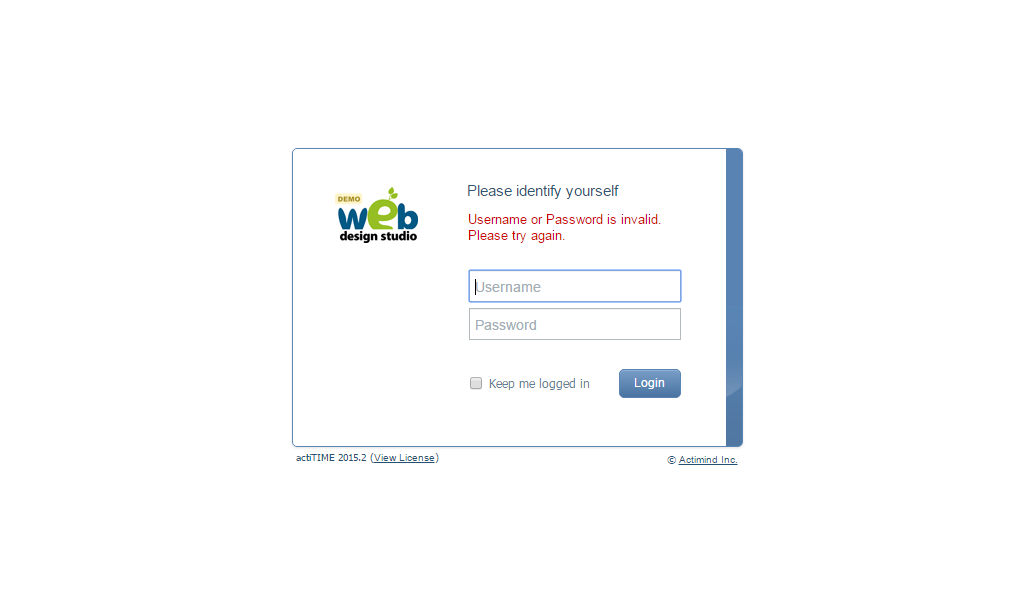 Please identify yourself
DEMO
web
design studio
Username or Password is invalid.
Please try again.
Username
Password
Keep me logged in
Login
actiTIME 2015.2 (View License)
© Actimind Inc.